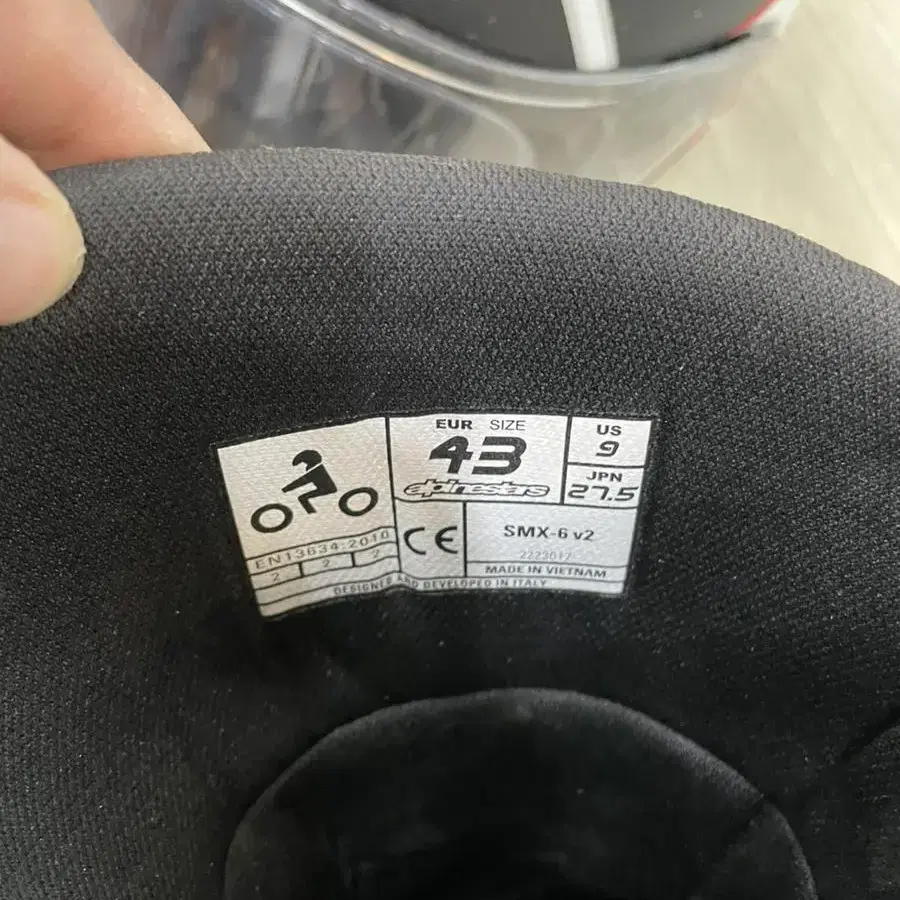 EUR SIZE
43
alpinestars
US
9
JPN
27.5
EN13634:2010
2 2 2
CE
SMX-6 v2
2223017
MADE IN VIETNAM
DESIGNED AND DEVELOPED IN ITALY